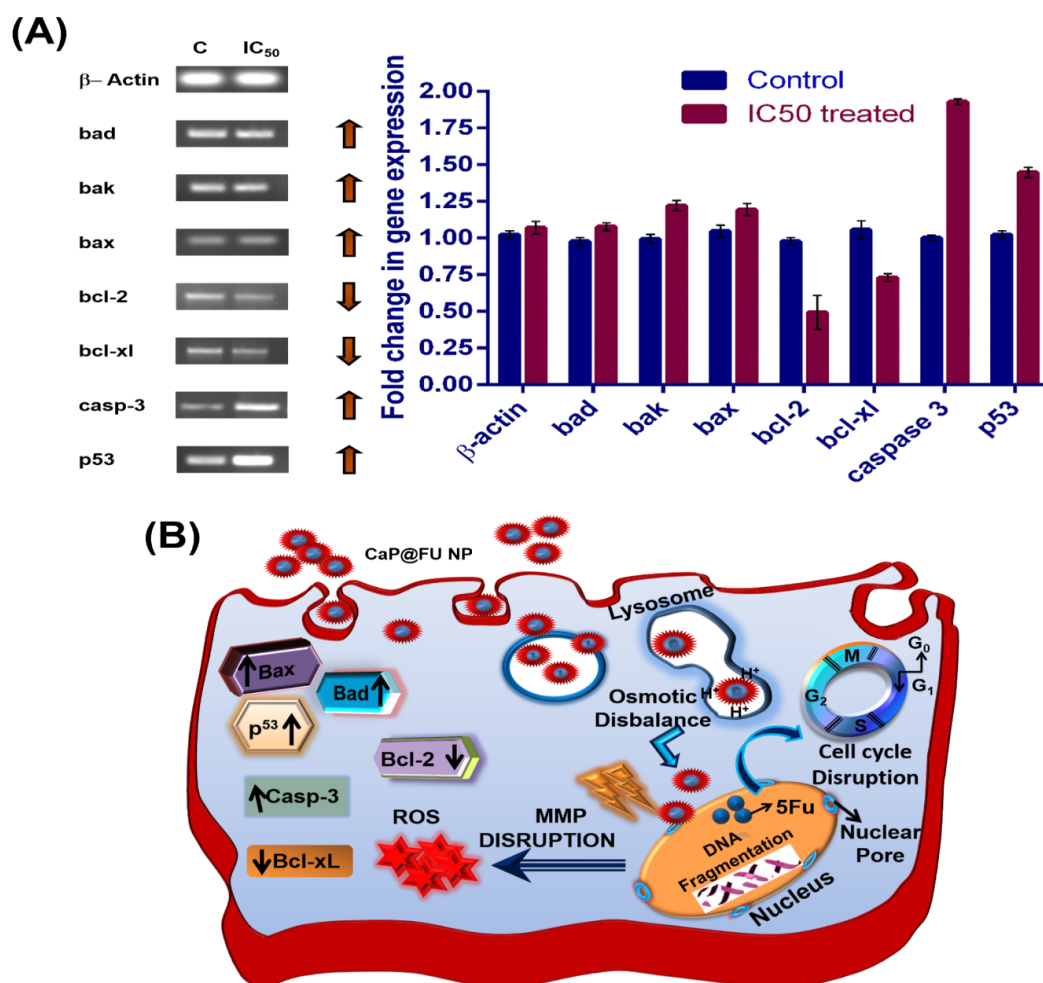 (A)
C IC50
β– Actin
bad
bak
bax
bcl-2
bcl-xl
casp-3
p53
Fold change in gene expression
Control
IC50 treated
2.00
1.75
1.50
1.25
1.00
0.75
0.50
0.25
0.00
β-actin
bad
bak
bax
bcl-2
bcl-xl
caspase 3
p53
(B)
CaP@FU NP
Lysosome
H+
H+
H+
Osmotic
Disbalance
Bax
Bad
p53
Bcl-2
Casp-3
Bcl-xL
ROS
MMP
DISRUPTION
5Fu
DNA
Fragmentation
Nucleus
Nuclear
Pore
M
G0
G1
G2
S
Cell cycle
Disruption